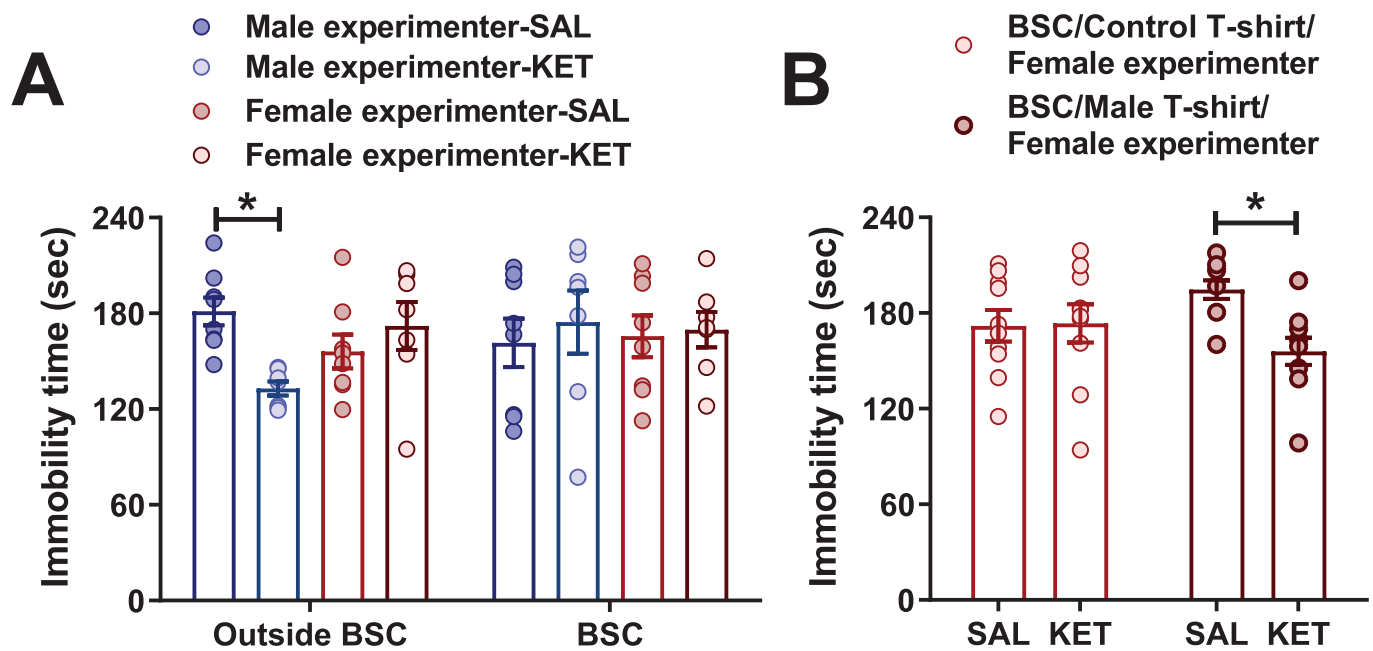 A
Male experimenter-SAL
Male experimenter-KET
Female experimenter-SAL
Female experimenter-KET
Immobility time (sec)
240
180
120
60
0
*
Outside BSC
BSC
B
BSC/Control T-shirt/
Female experimenter
BSC/Male T-shirt/
Female experimenter
Immobility time (sec)
240
180
120
60
0
*
SAL KET
SAL KET